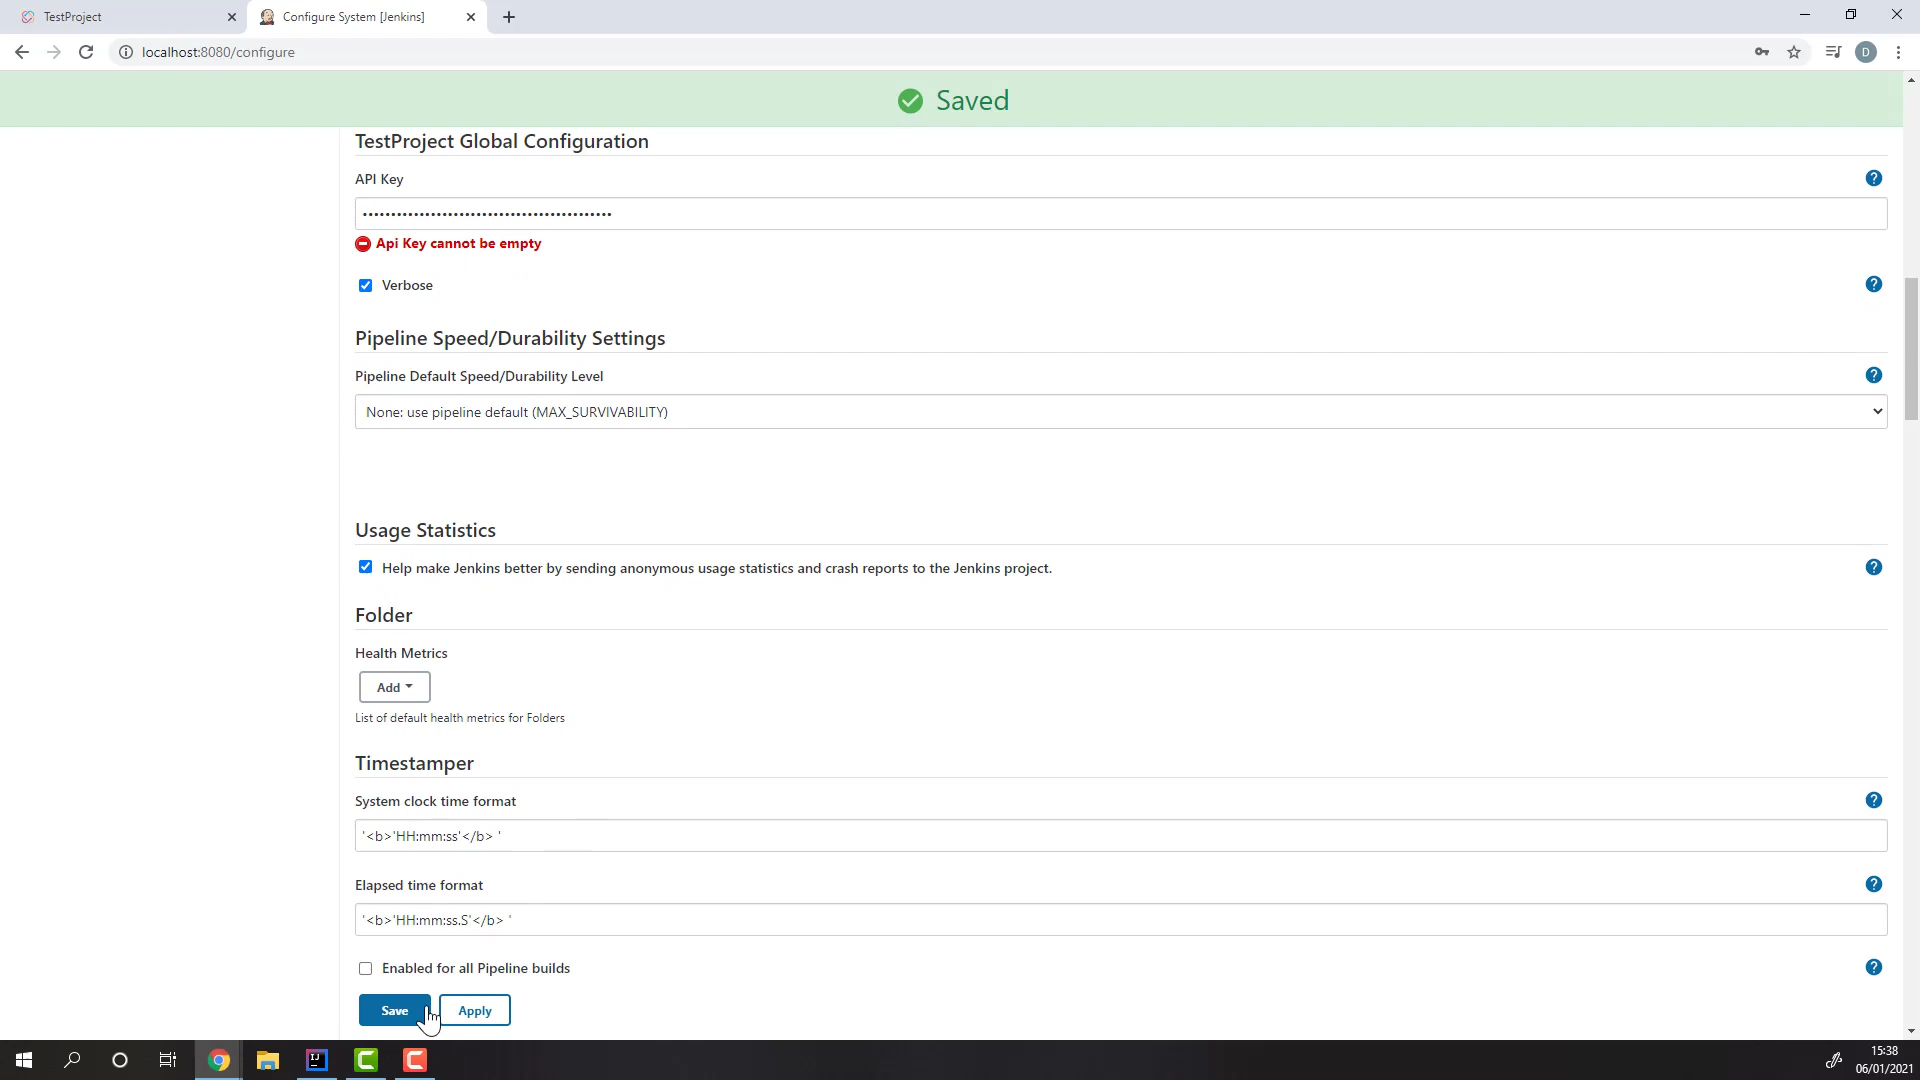 TestProject
Configure System [Jenkins]
localhost:8080/configure
D
Saved
TestProject Global Configuration
API Key
••••••••••••••••••••••••••••••••••••••••••••
Api Key cannot be empty
Verbose
Pipeline Speed/Durability Settings
Pipeline Default Speed/Durability Level
None: use pipeline default (MAX_SURVIVABILITY)
Usage Statistics
Help make Jenkins better by sending anonymous usage statistics and crash reports to the Jenkins project.
Folder
Health Metrics
Add
List of default health metrics for Folders
Timestamper
System clock time format
'<b>'HH:mm:ss'</b> '
Elapsed time format
'<b>'HH:mm:ss.S'</b> '
Enabled for all Pipeline builds
Save
Apply
15:38
06/01/2021